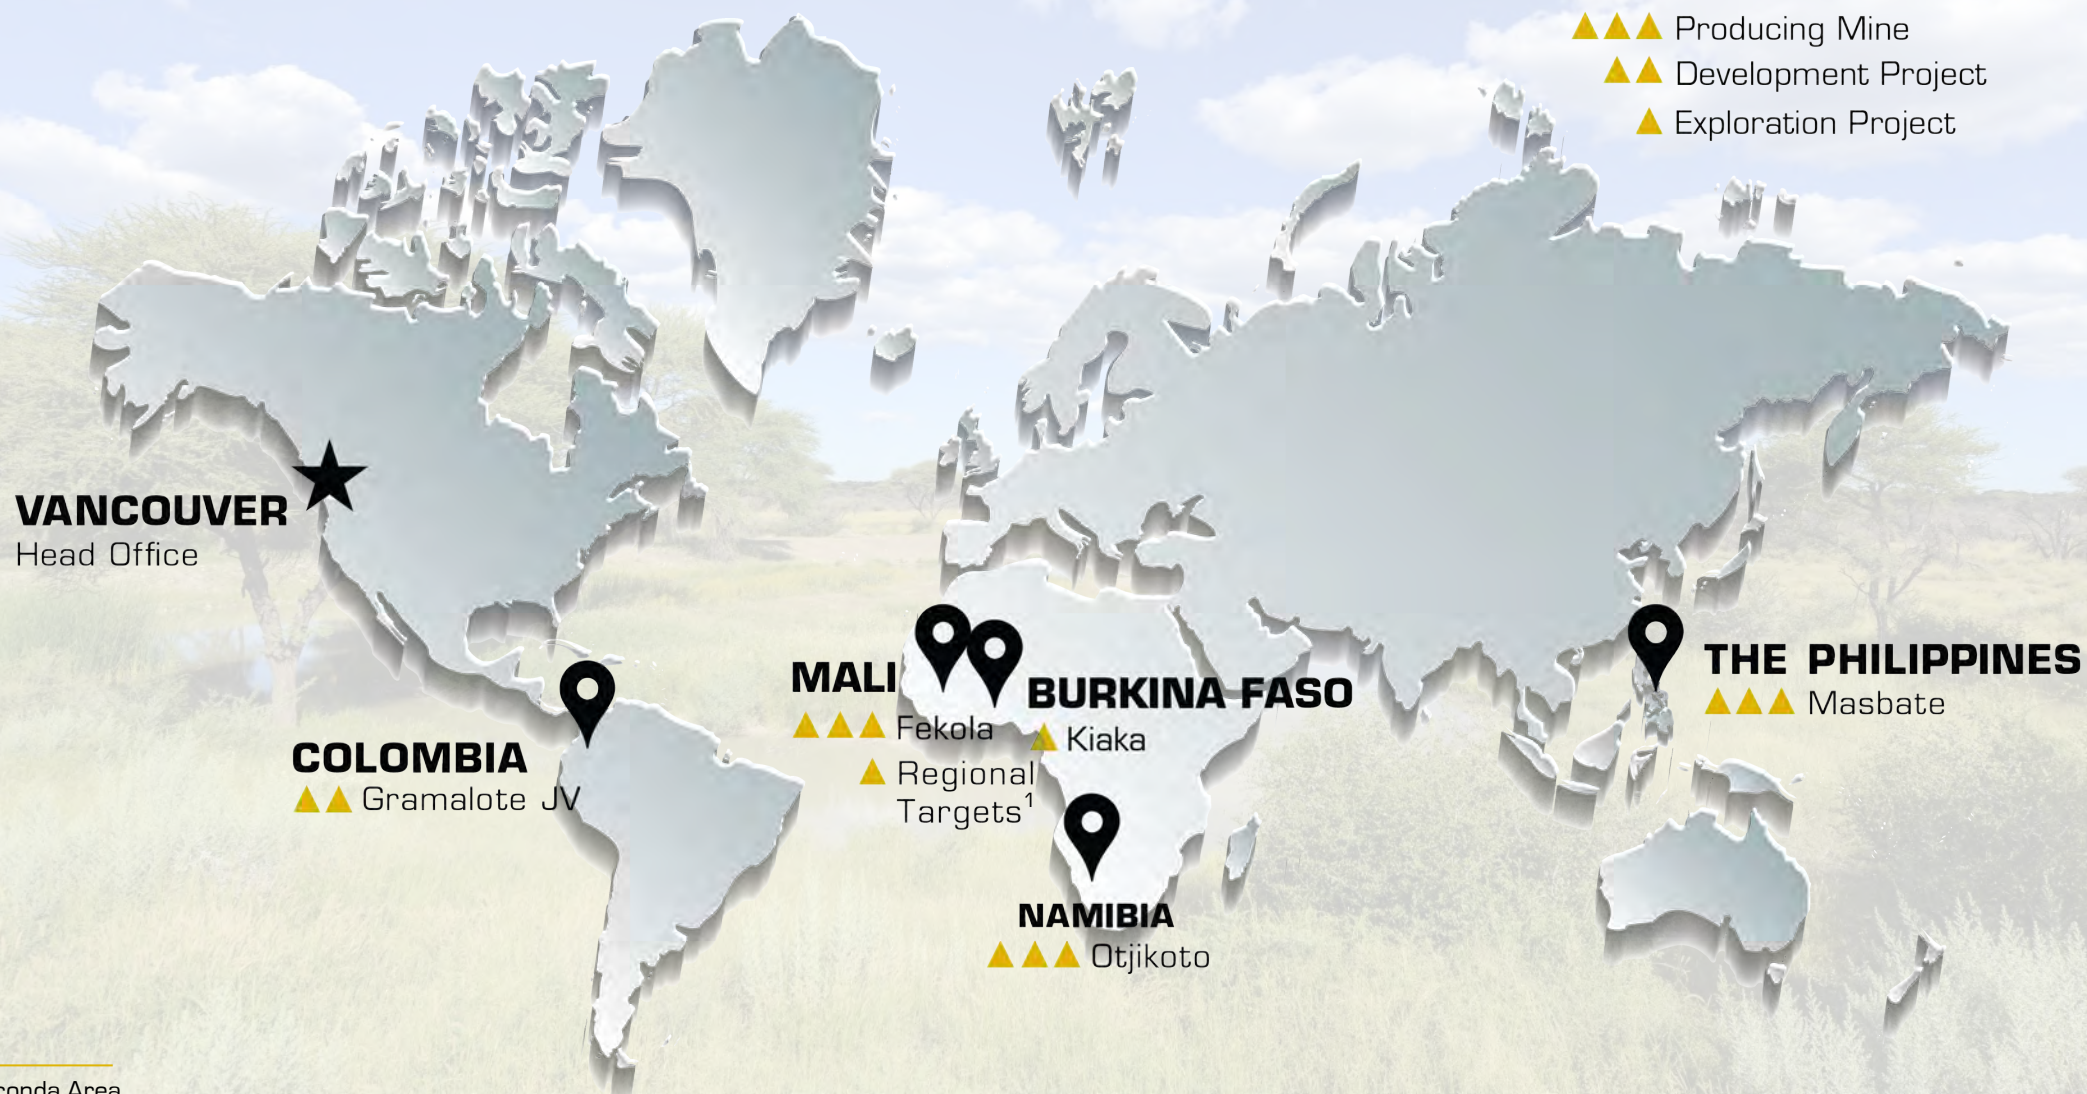 ▲▲▲ Producing Mine
▲▲ Development Project
▲ Exploration Project
VANCOUVER
Head Office
COLOMBIA
▲▲ Gramalote JV
MALI
▲▲▲ Fekola
▲ Regional
Targets¹
BURKINA FASO
▲ Kiaka
NAMIBIA
▲▲▲ Otjikoto
THE PHILIPPINES
▲▲▲ Masbate
Area